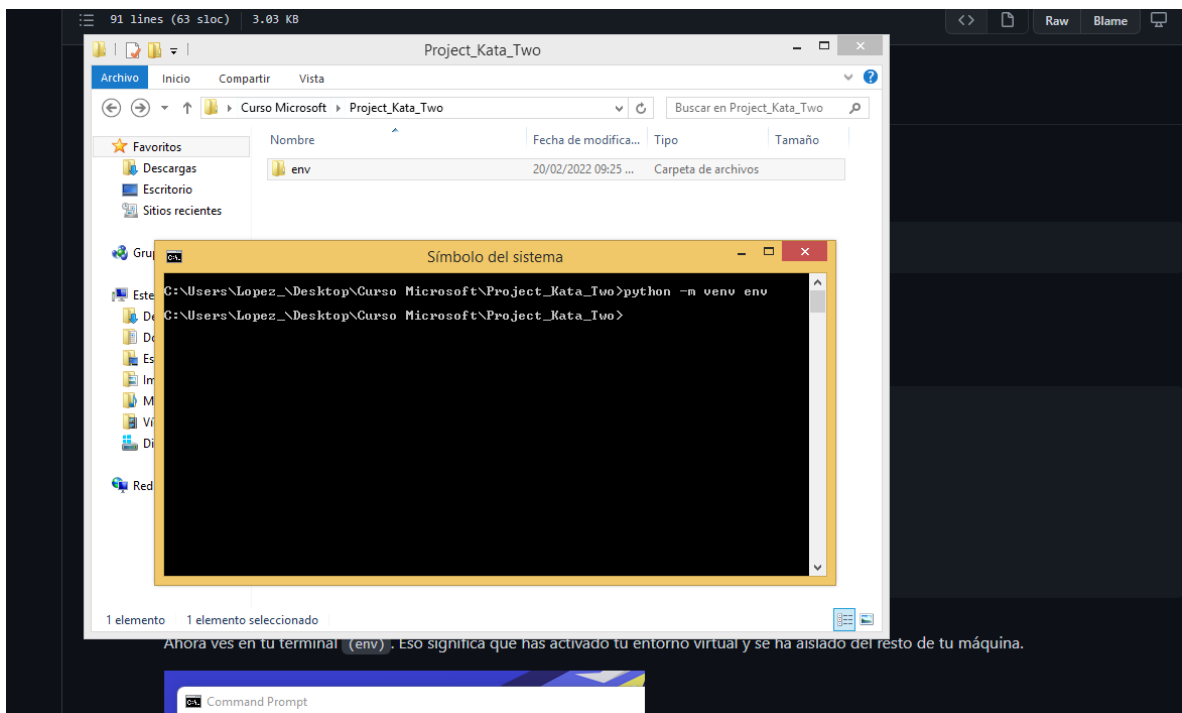 91 lines (63 sloc) 3.03 KB
<> Raw Blame
Project_Kata_Two
Archivo Inicio Compartir Vista
Curso Microsoft Project_Kata_Two
Buscar en Project_Kata_Two
Nombre Fecha de modifica... Tipo Tamaño
env 20/02/2022 09:25 ... Carpeta de archivos
Favoritos
Descargas
Escritorio
Sitios recientes
Este
Red
Símbolo del sistema
C:\Users\Lopez_\Desktop\Curso Microsoft\Project_Kata_Two>python -m venv env
C:\Users\Lopez_\Desktop\Curso Microsoft\Project_Kata_Two>
1 elemento 1 elemento seleccionado
Ahora ves en tu terminal (env) . Eso significa que has activado tu entorno virtual y se ha aislado del resto de tu máquina.
Command Prompt